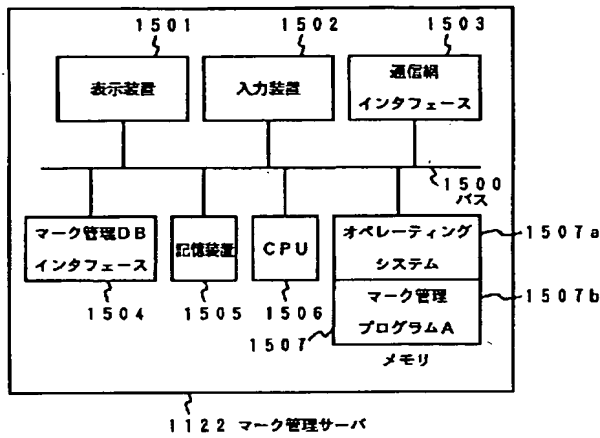 1501 1502 1503
表示装置 入力装置 通信網
インタフェース
1500
バス
マーク管理DB
インタフェース
記憶装置
CPU
オペレーティング
システム
1507a
マーク管理
プログラムA
1507b
1504 1505 1506 1507
メモリ
1122 マーク管理サーバ